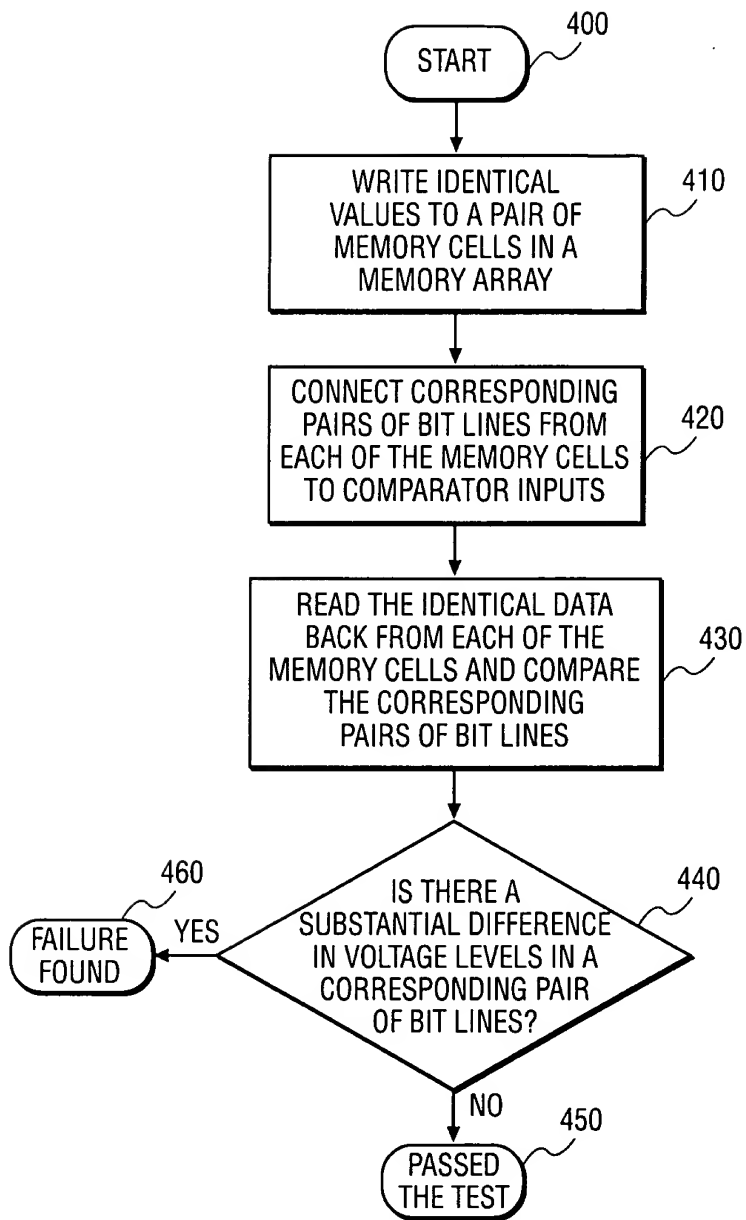 400
START
WRITE IDENTICAL
VALUES TO A PAIR OF
MEMORY CELLS IN A
MEMORY ARRAY
410
CONNECT CORRESPONDING
PAIRS OF BIT LINES FROM
EACH OF THE MEMORY CELLS
TO COMPARATOR INPUTS
420
READ THE IDENTICAL DATA
BACK FROM EACH OF THE
MEMORY CELLS AND COMPARE
THE CORRESPONDING
PAIRS OF BIT LINES
430
IS THERE A
SUBSTANTIAL DIFFERENCE
IN VOLTAGE LEVELS IN A
CORRESPONDING PAIR
OF BIT LINES?
440
460
YES
FAILURE
FOUND
NO
450
PASSED
THE TEST